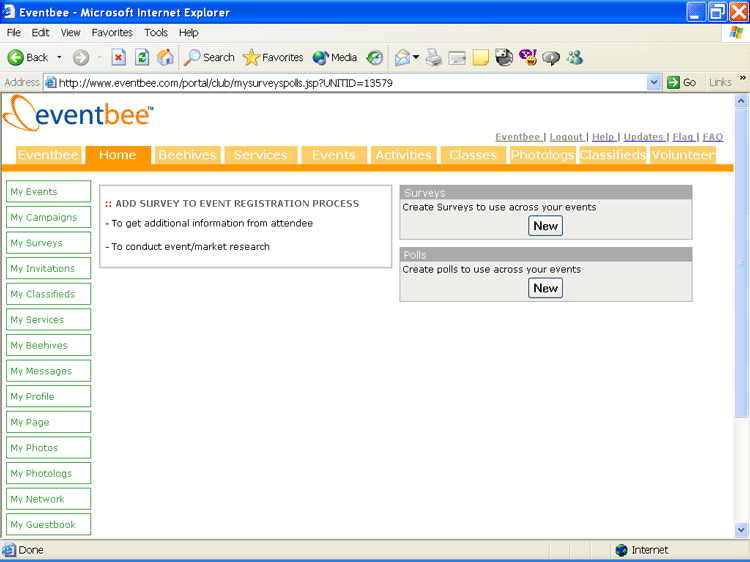 Eventbee - Microsoft Internet Explorer
File Edit View Favorites Tools Help
Back Search Favorites Media
Address http://www.eventbee.com/portal/club/mysurveyspolls.jsp?UNITID=13579 Go Links »
eventbee™
Eventbee | Logout | Help | Updates | Flag | FAQ
Eventbee Home Beehives Services Events Activities Classes Photologs Classifieds Volunteer
My Events
My Campaigns
My Surveys
My Invitations
My Classifieds
My Services
My Beehives
My Messages
My Profile
My Page
My Photos
My Photologs
My Network
My Guestbook
:: ADD SURVEY TO EVENT REGISTRATION PROCESS
- To get additional information from attendee
- To conduct event/market research
Surveys
Create Surveys to use across your events
New
Polls
Create polls to use across your events
New
Done Internet